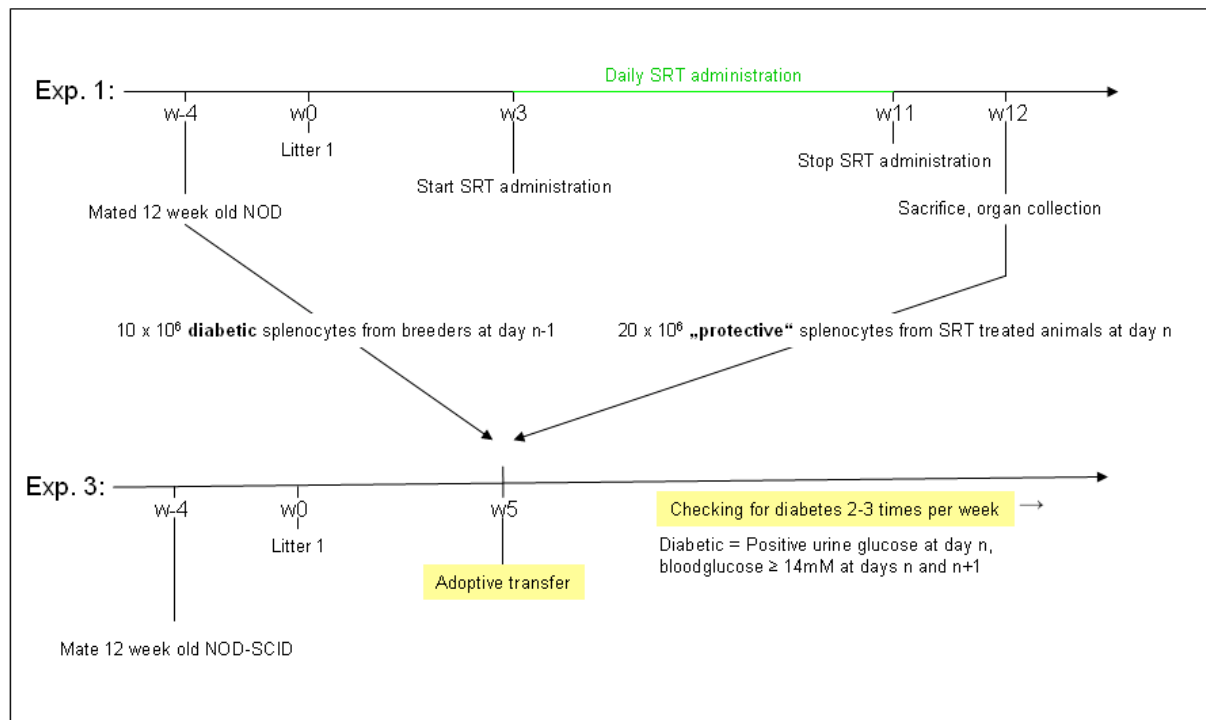 Daily SRT administration
Exp. 1:
w-4
w0
w3
w11
w12
Litter 1
Stop SRT administration
Start SRT administration
Mated 12 week old NOD
Sacrifice, organ collection
10 x 10⁶ diabetic splenocytes from breeders at day n-1
20 x 10⁶ „protective“ splenocytes from SRT treated animals at day n
Exp. 3:
w-4
w0
w5
Checking for diabetes 2-3 times per week →
Litter 1
Diabetic = Positive urine glucose at day n,
bloodglucose ≥ 14mM at days n and n+1
Adoptive transfer
Mate 12 week old NOD-SCID